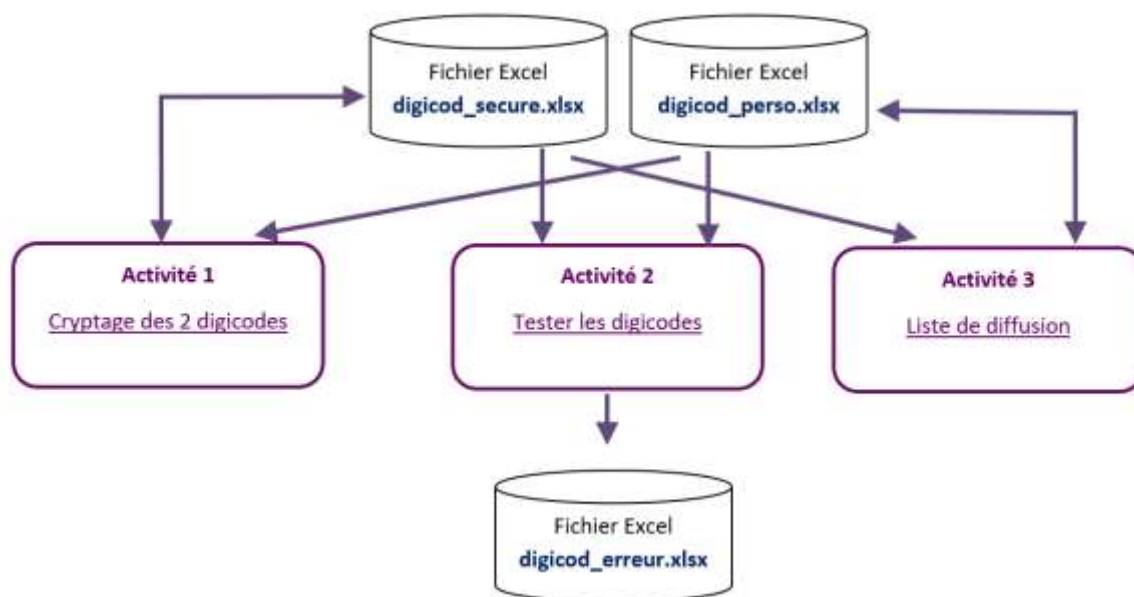 Fichier Excel
digicod_secure.xlsx
Fichier Excel
digicod_perso.xlsx
Activité 1
Cryptage des 2 digicodes
Activité 2
Tester les digicodes
Activité 3
Liste de diffusion
Fichier Excel
digicod_erreur.xlsx